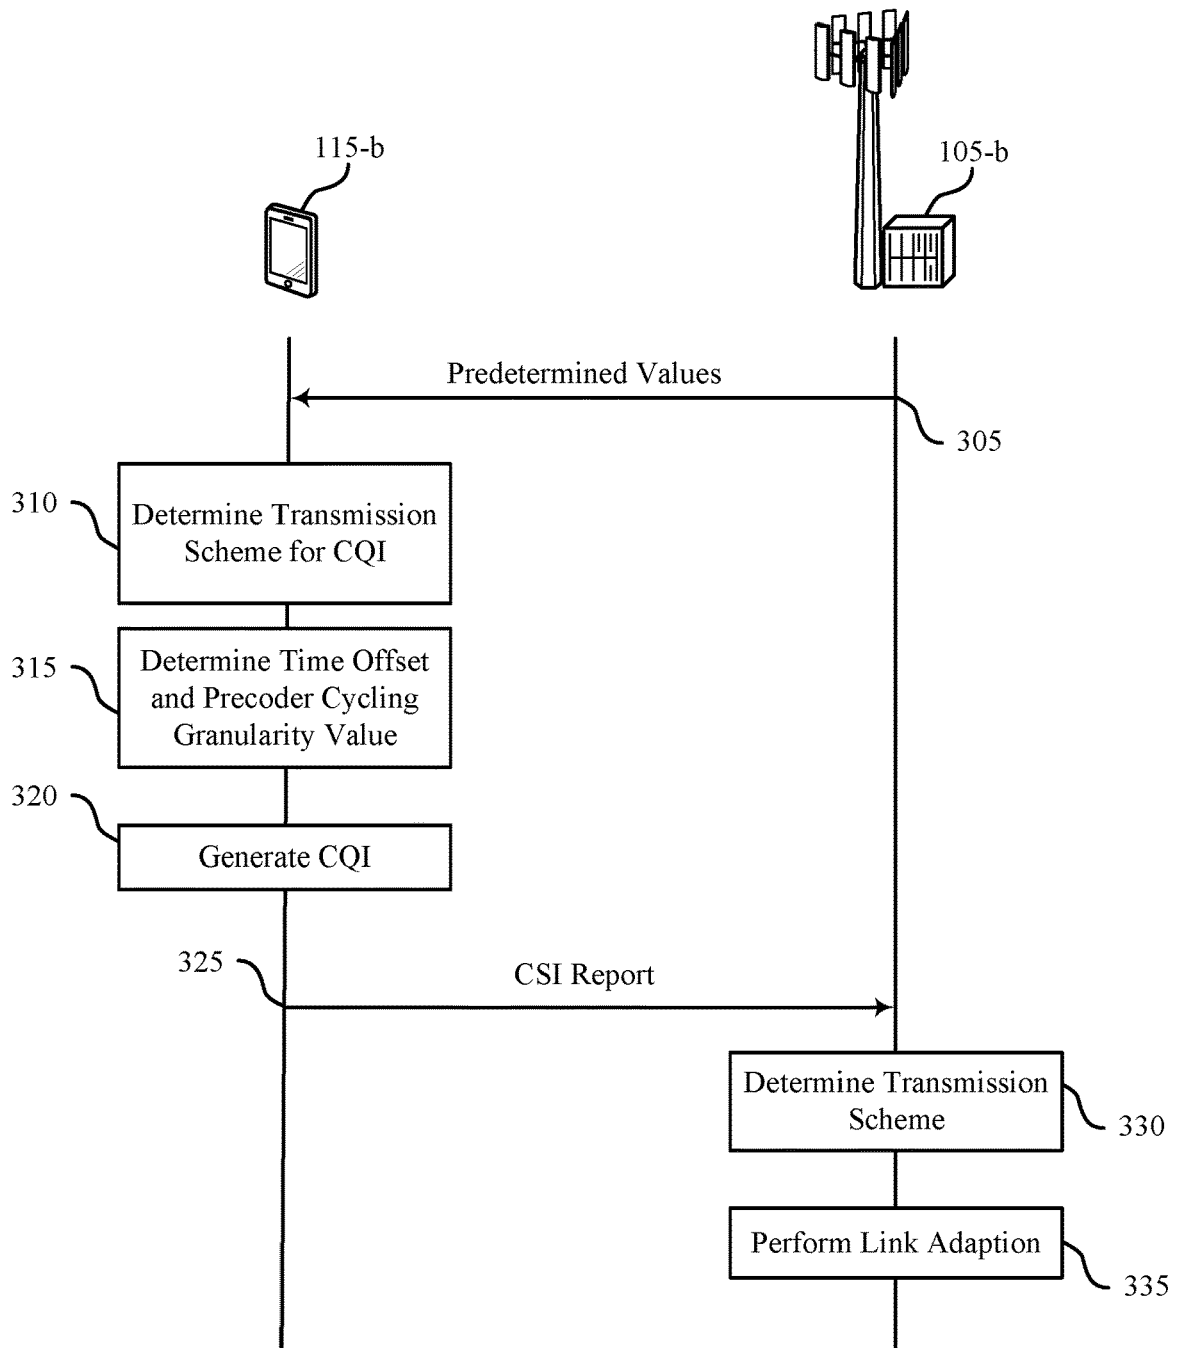 115-b
105-b
Predetermined Values
305
310
Determine Transmission
Scheme for CQI
315
Determine Time Offset
and Precoder Cycling
Granularity Value
320
Generate CQI
325
CSI Report
Determine Transmission
Scheme
330
Perform Link Adaption
335